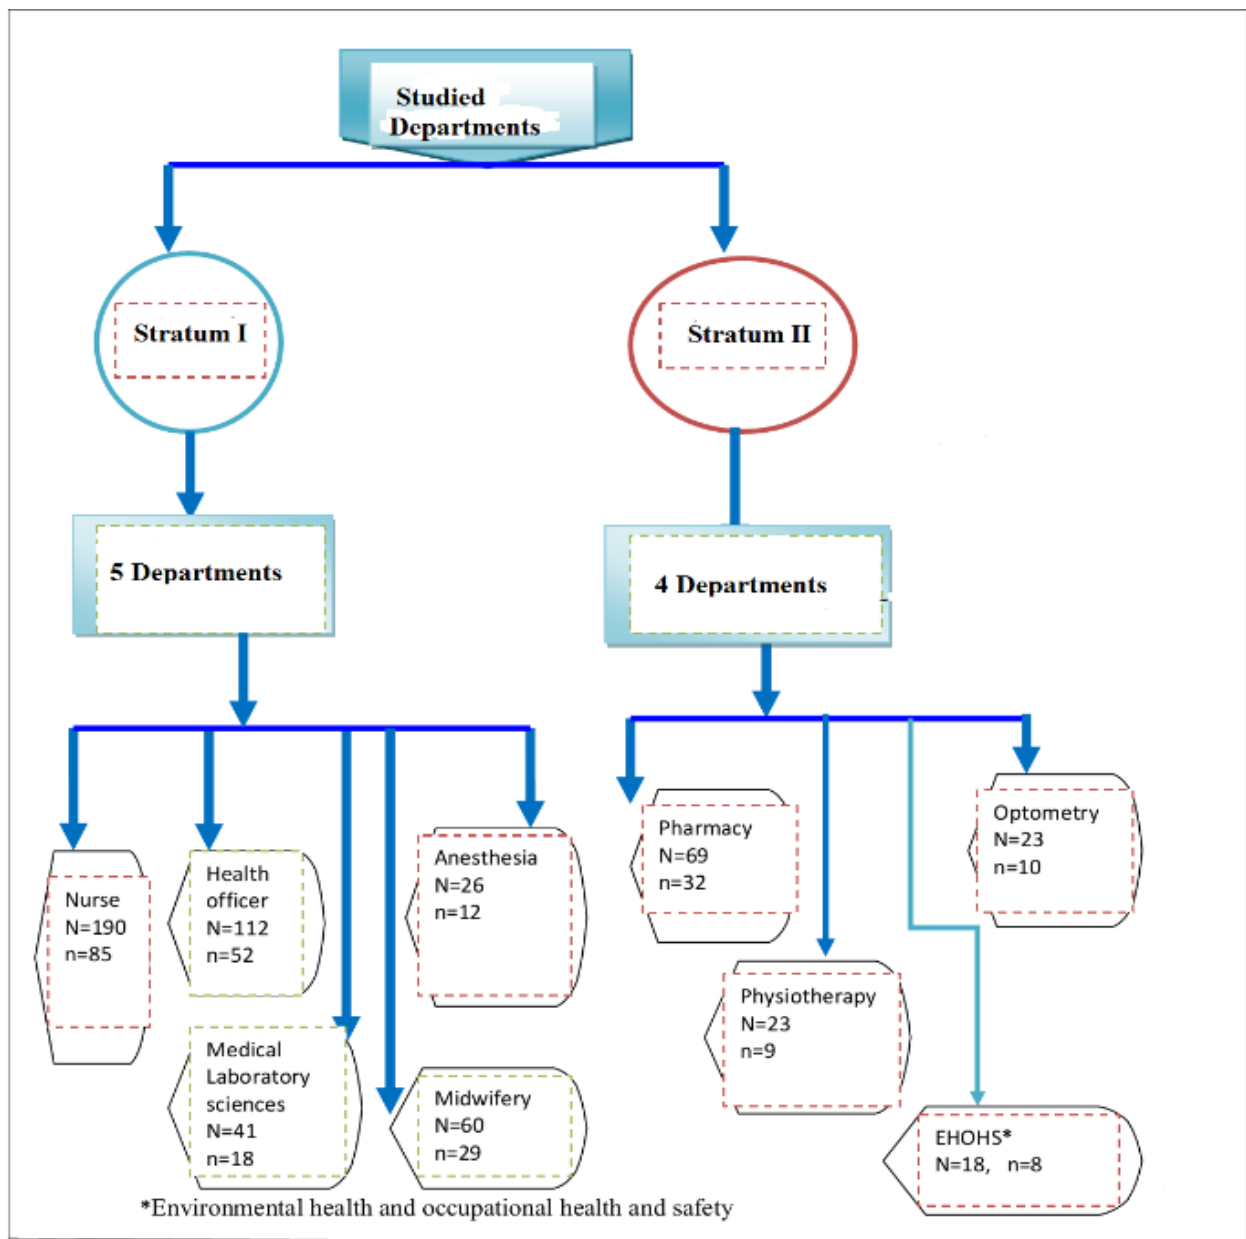 Studied
Departments
Stratum I
Stratum II
5 Departments
4 Departments
Nurse
N=190
n=85
Health
officer
N=112
n=52
Medical
Laboratory
sciences
N=41
n=18
Midwifery
N=60
n=29
Anesthesia
N=26
n=12
Pharmacy
N=69
n=32
Physiotherapy
N=23
n=9
EHOHS*
N=18, n=8
Optometry
N=23
n=10
*Environmental health and occupational health and safety